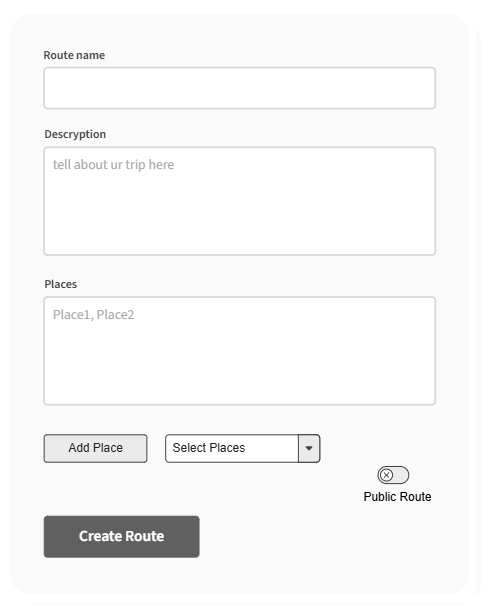 Route name
Descryption
tell about ur trip here
Places
Place1, Place2
Add Place
Select Places
Public Route
Create Route